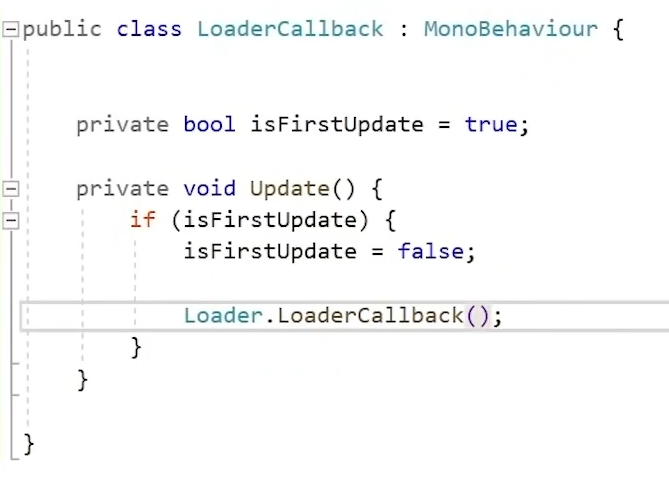 public class LoaderCallback : MonoBehaviour {
private bool isFirstUpdate = true;
private void Update() {
if (isFirstUpdate) {
isFirstUpdate = false;
Loader.LoaderCallback();
}
}
}